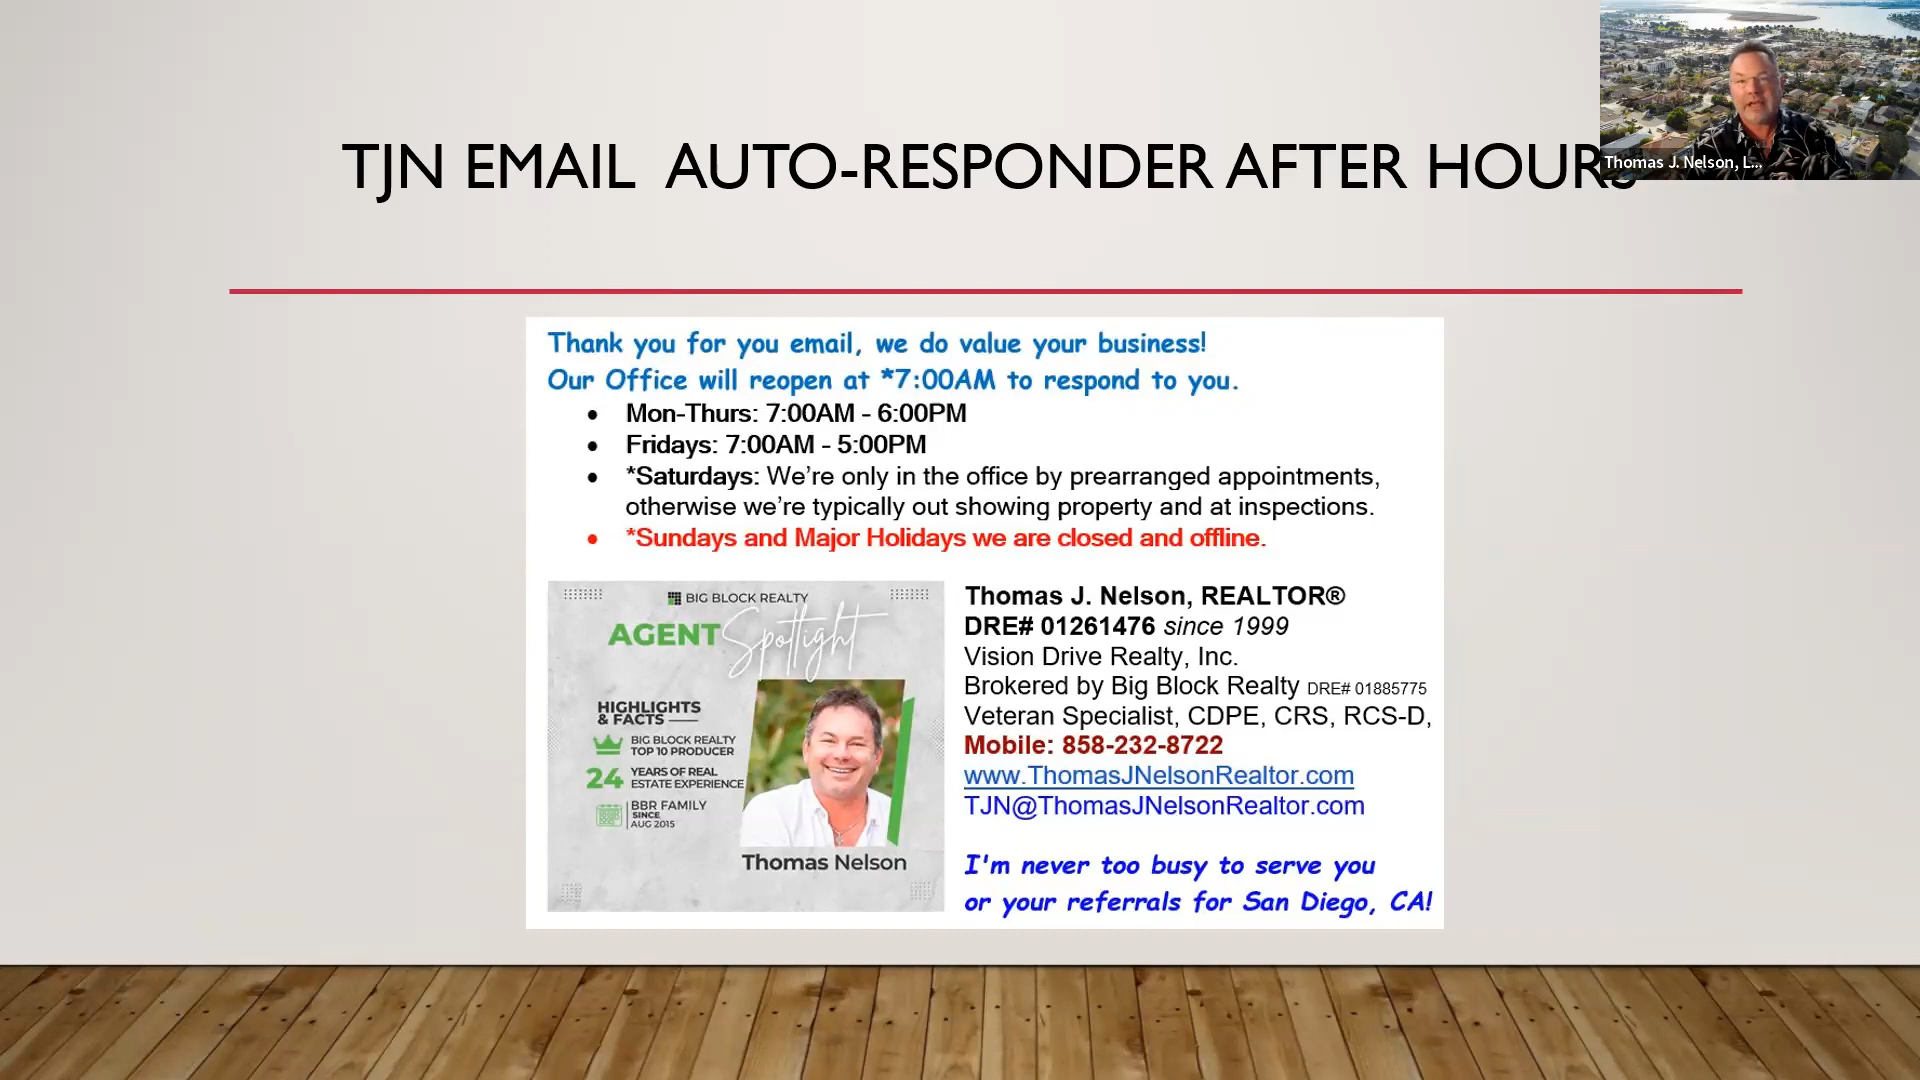 TJN EMAIL AUTO-RESPONDER AFTER HOURS
Thomas J. Nelson, L...
Thank you for you email, we do value your business!
Our Office will reopen at *7:00AM to respond to you.
• Mon-Thurs: 7:00AM - 6:00PM
• Fridays: 7:00AM - 5:00PM
• *Saturdays: We're only in the office by prearranged appointments,
otherwise we're typically out showing property and at inspections.
• *Sundays and Major Holidays we are closed and offline.
BIG BLOCK REALTY
AGENT Spotlight
HIGHLIGHTS
& FACTS
BIG BLOCK REALTY
TOP 10 PRODUCER
24 YEARS OF REAL
ESTATE EXPERIENCE
BBR FAMILY
SINCE
AUG 2015
Thomas Nelson
Thomas J. Nelson, REALTOR®
DRE# 01261476 since 1999
Vision Drive Realty, Inc.
Brokered by Big Block Realty DRE# 01885775
Veteran Specialist, CDPE, CRS, RCS-D,
Mobile: 858-232-8722
www.ThomasJNelsonRealtor.com
TJN@ThomasJNelsonRealtor.com
I'm never too busy to serve you
or your referrals for San Diego, CA!